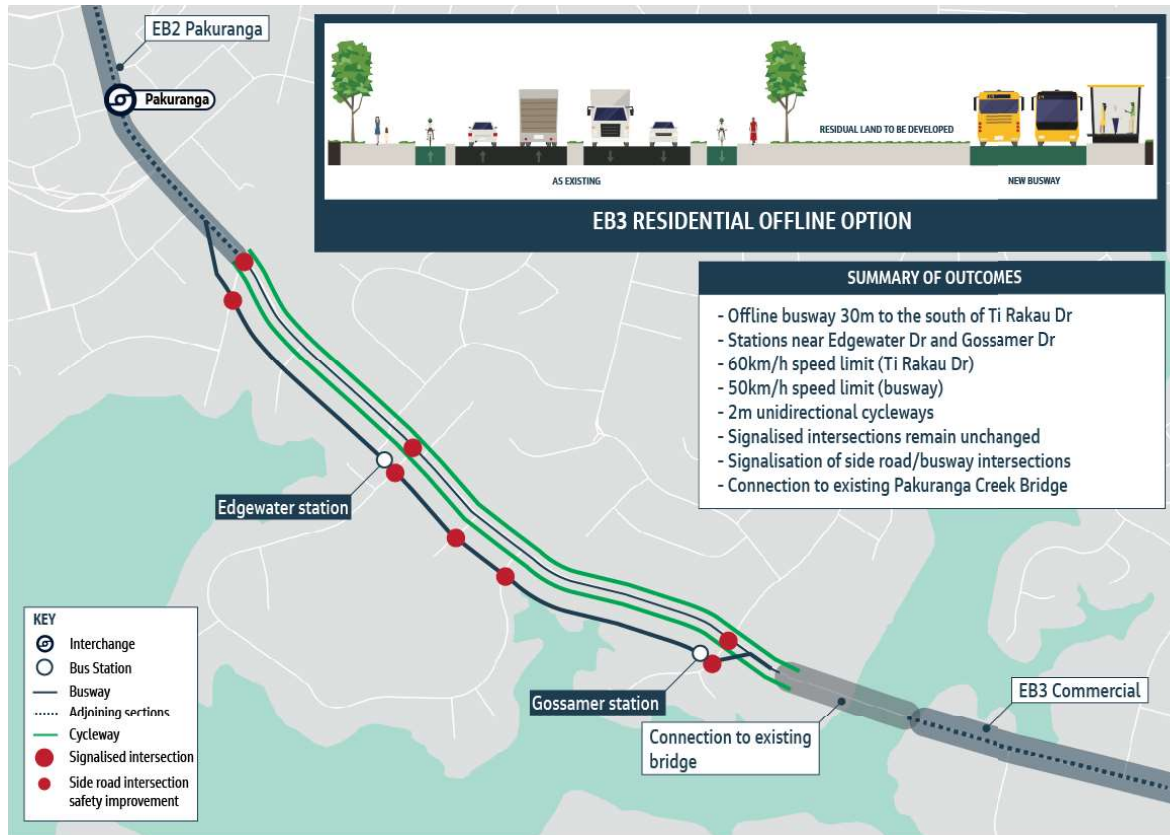 EB2 Pakuranga
Pakuranga
RESIDUAL LAND TO BE DEVELOPED
AS EXISTING
NEW BUSWAY
EB3 RESIDENTIAL OFFLINE OPTION
SUMMARY OF OUTCOMES
- Offline busway 30m to the south of Ti Rakau Dr
- Stations near Edgewater Dr and Gossamer Dr
- 60km/h speed limit (Ti Rakau Dr)
- 50km/h speed limit (busway)
- 2m unidirectional cycleways
- Signalised intersections remain unchanged
- Signalisation of side road/busway intersections
- Connection to existing Pakuranga Creek Bridge
Edgewater station
Gossamer station
Connection to existing
bridge
EB3 Commercial
KEY
Interchange
Bus Station
Busway
Adjoining sections
Cycleway
Signalised intersection
Side road intersection
safety improvement